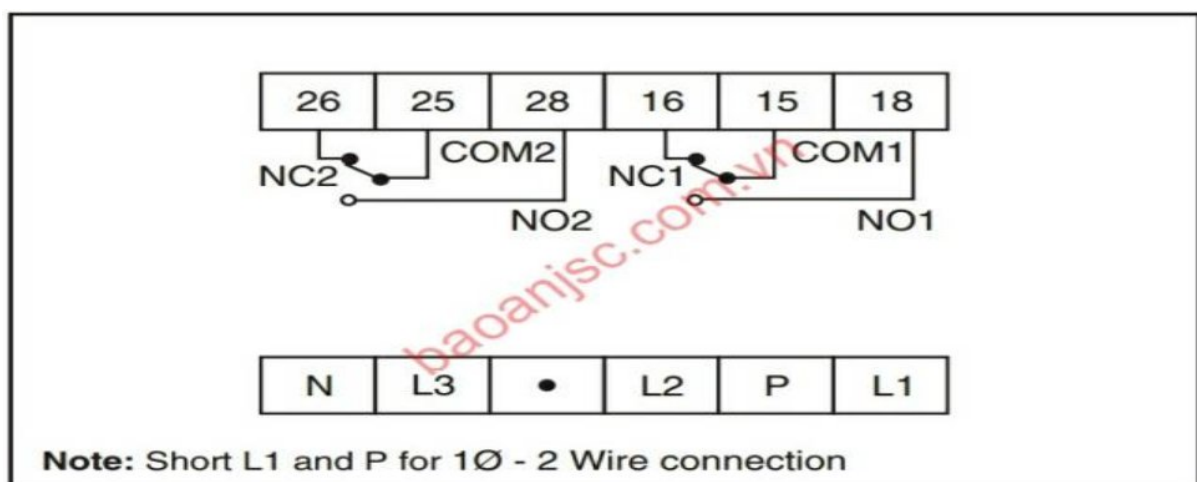 26 25 28 16 15 18
COM2 COM1
NC2 NC1
NO2 NO1
baoanjsc.com.vn
N L3 • L2 P L1
Note: Short L1 and P for 1Ø - 2 Wire connection